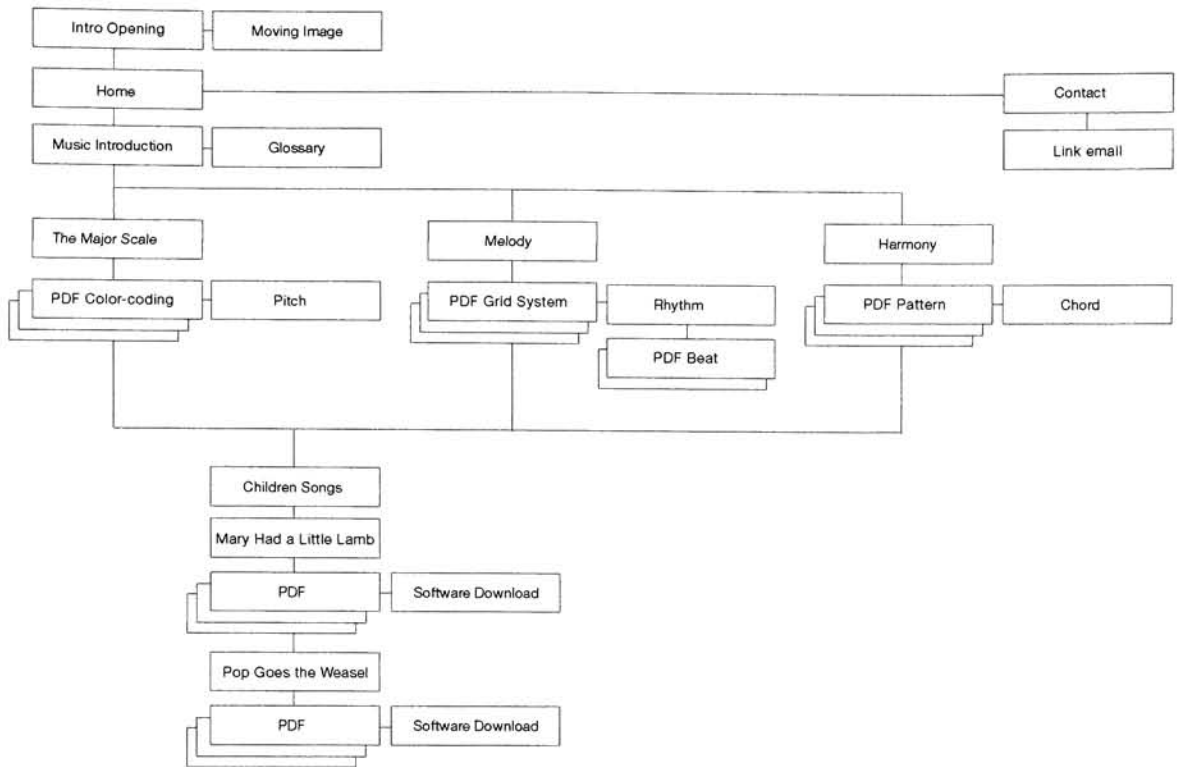 Intro Opening
Moving Image
Home
Contact
Music Introduction
Glossary
Link email
The Major Scale
Melody
Harmony
PDF Color-coding
Pitch
PDF Grid System
Rhythm
PDF Pattern
Chord
PDF Beat
Children Songs
Mary Had a Little Lamb
PDF
Software Download
Pop Goes the Weasel
PDF
Software Download